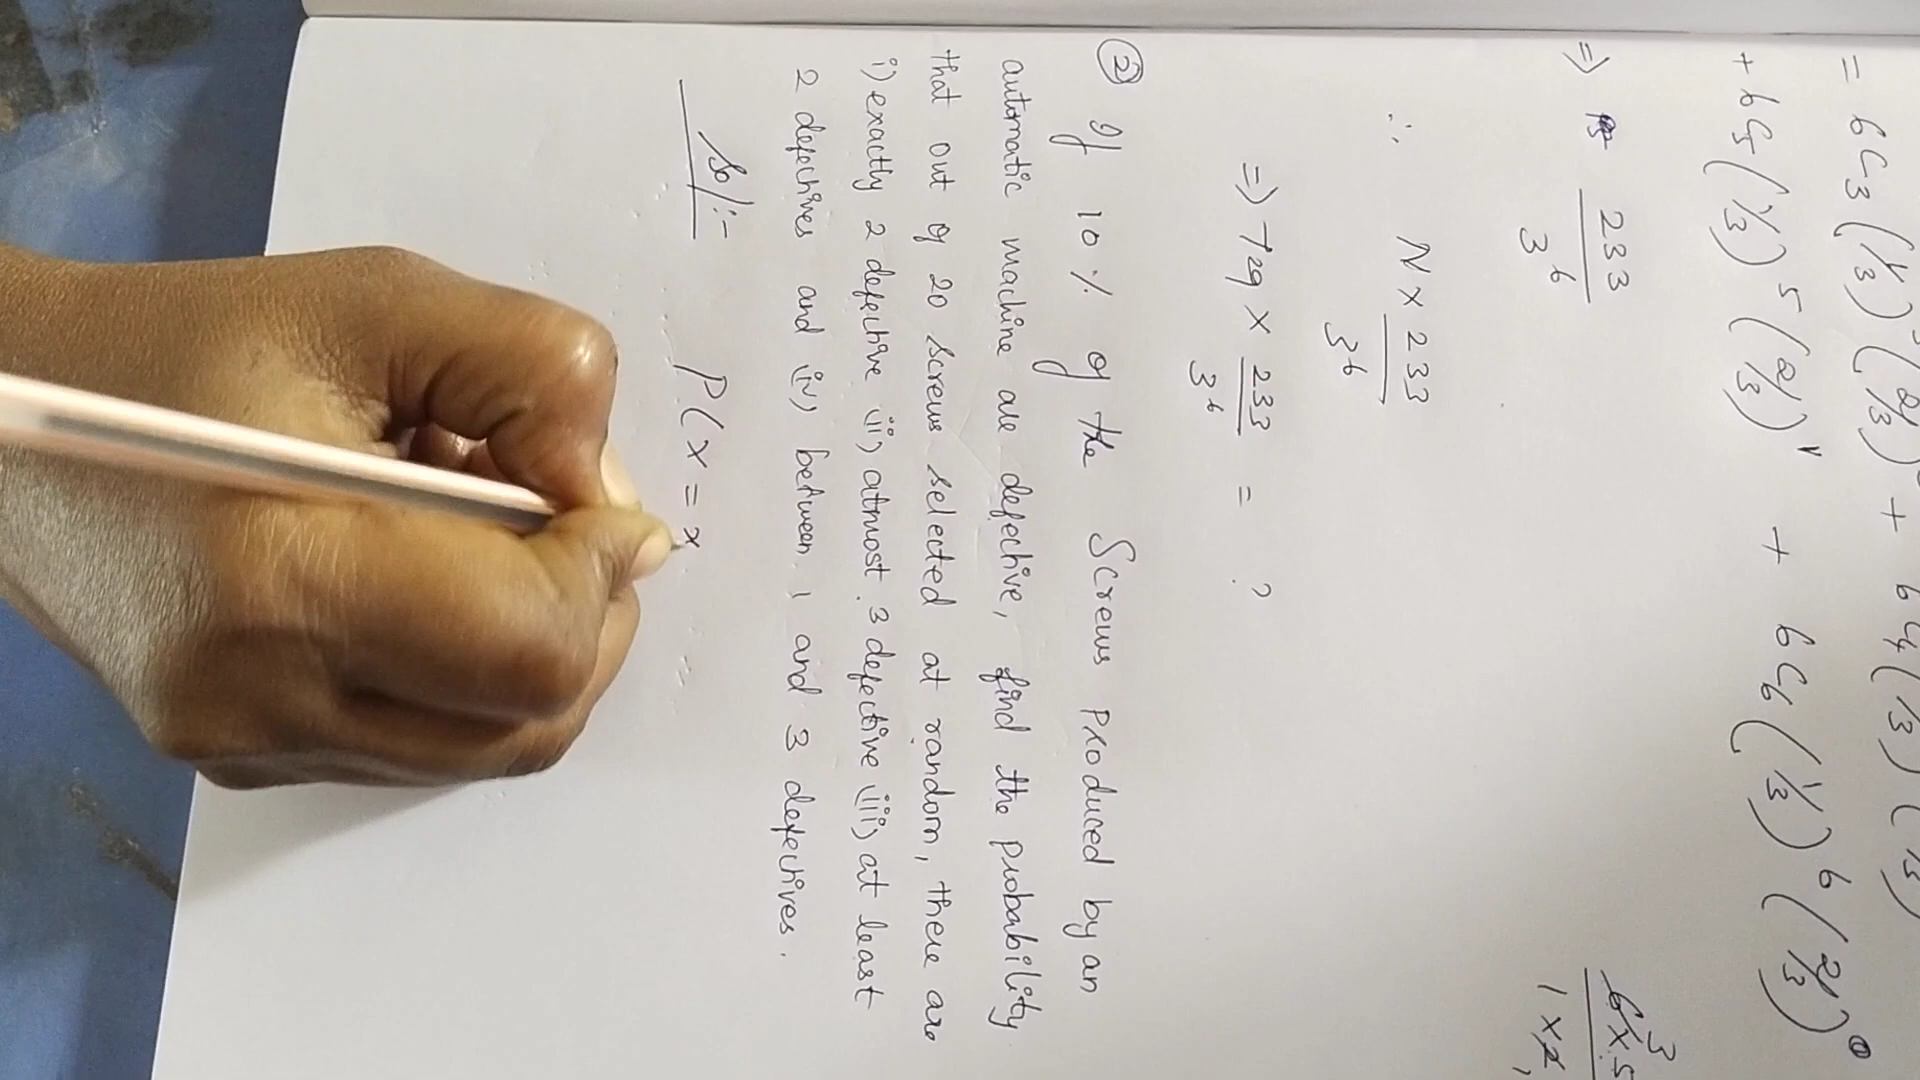 = 6C3 (1/3)3 (2/3)3 + 6C4 (1/3) (2/3)
+ 6C5 (1/3)5 (2/3)1 + 6C6 (1/3)6 (2/3)0
=> 233
3^6
6x5
3
1x2
∴ N x 233
3^6
=> 729 x 233 = ?
3^6
② If 10% of the Screws Produced by an
automatic machine are defective, find the probability
that out of 20 screws selected at random, there are
i) exactly 2 defective ii) atmost 3 defective iii) at least
2 defectives and iv) between 1 and 3 defectives.
Sol:-
P(x = x